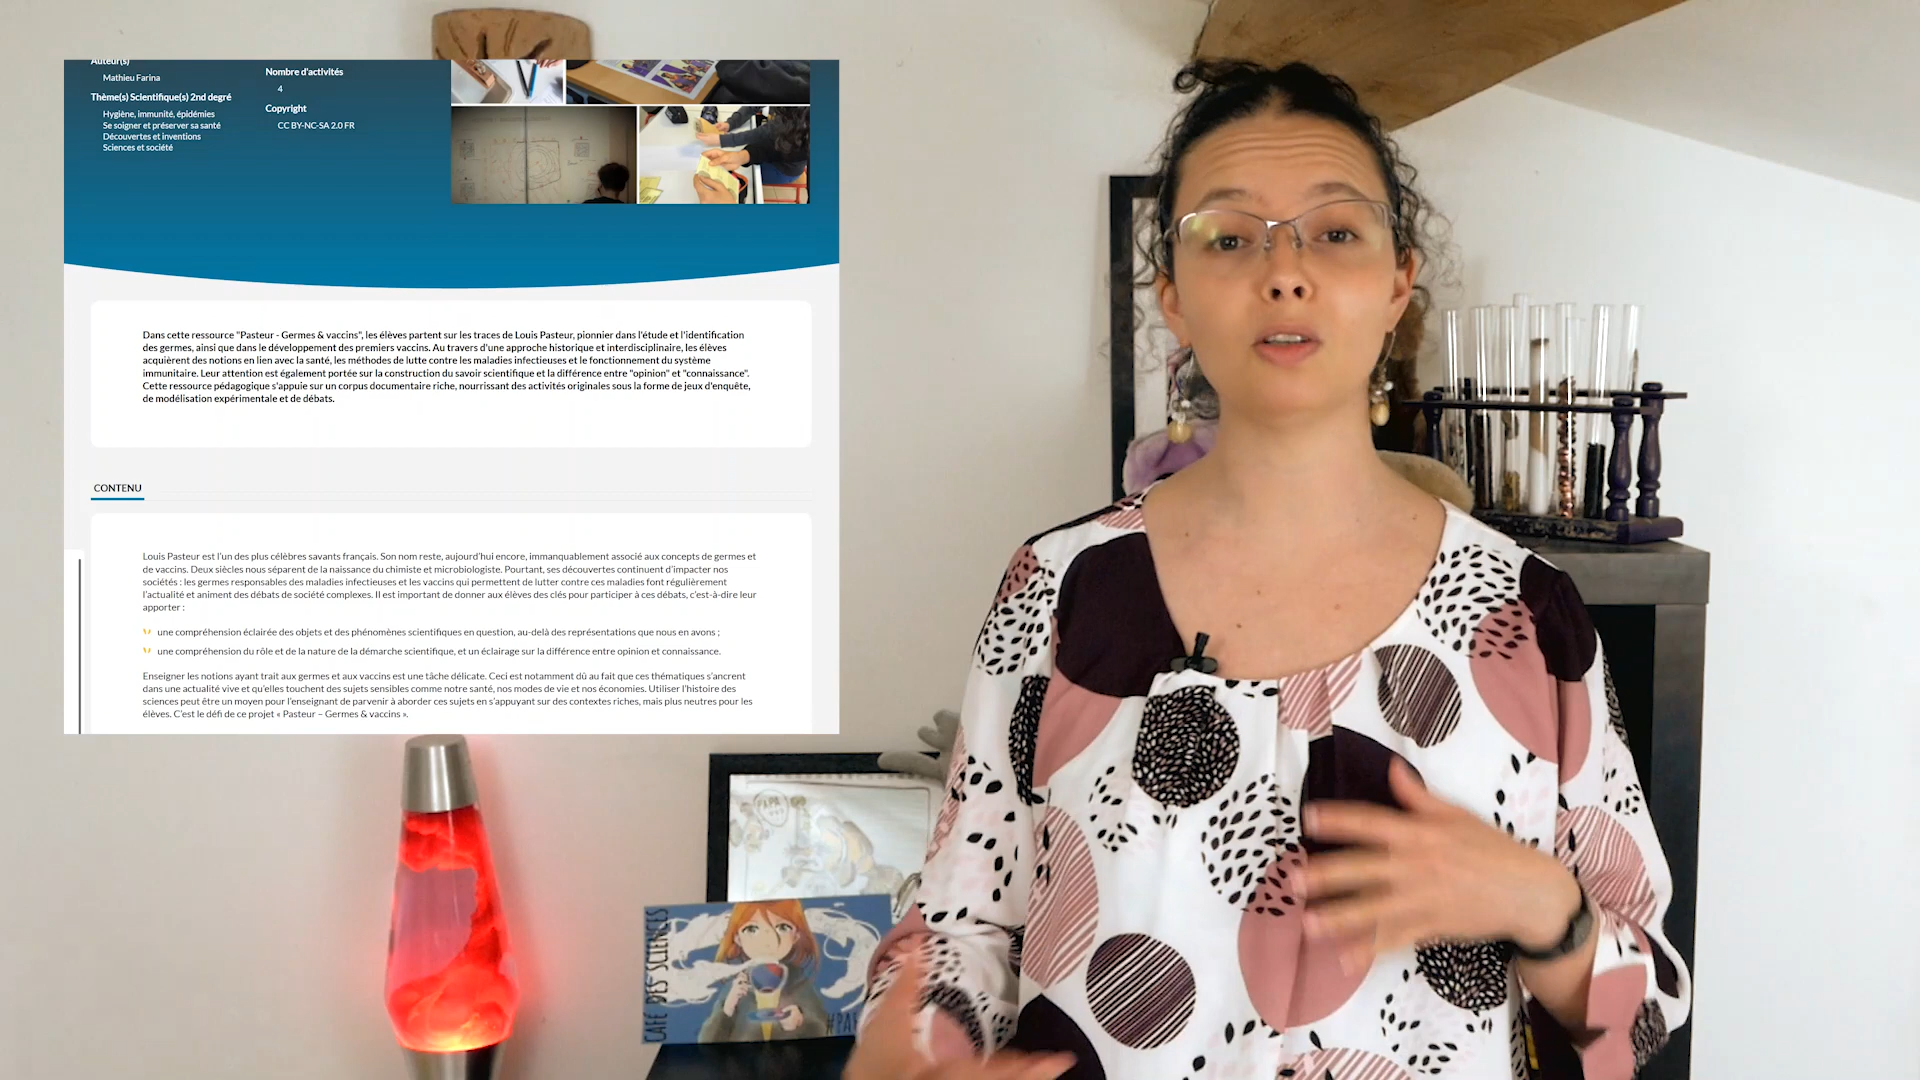 Auteur(s)
Mathieu Farina
Thème(s) Scientifique(s) 2nd degré
Hygiène, immunité, épidémies
Se soigner et préserver sa santé
Découvertes et inventions
Sciences et société
Nombre d'activités
4
Copyright
CC BY-NC-SA 2.0 FR
Dans cette ressource "Pasteur - Germes & vaccins", les élèves partent sur les traces de Louis Pasteur, pionnier dans l'étude et l'identification
des germes, ainsi que dans le développement des premiers vaccins. Au travers d'une approche historique et interdisciplinaire, les élèves
acquièrent des notions en lien avec la santé, les méthodes de lutte contre les maladies infectieuses et le fonctionnement du système
immunitaire. Leur attention est également portée sur la construction du savoir scientifique et la différence entre "opinion" et "connaissance".
Cette ressource pédagogique s'appuie sur un corpus documentaire riche, nourrissant des activités originales sous la forme de jeux d'enquête,
de modélisation expérimentale et de débats.
CONTENU
Louis Pasteur est l'un des plus célèbres savants français. Son nom reste, aujourd'hui encore, immanquablement associé aux concepts de germes et
de vaccins. Deux siècles nous séparent de la naissance du chimiste et microbiologiste. Pourtant, ses découvertes continuent d'impacter nos
sociétés : les germes responsables des maladies infectieuses et les vaccins qui permettent de lutter contre ces maladies font régulièrement
l'actualité et animent des débats de société complexes. Il est important de donner aux élèves des clés pour participer à ces débats, c'est-à-dire leur
apporter :
une compréhension éclairée des objets et des phénomènes scientifiques en question, au-delà des représentations que nous en avons ;
une compréhension du rôle et de la nature de la démarche scientifique, et un éclairage sur la différence entre opinion et connaissance.
Enseigner les notions ayant trait aux germes et aux vaccins est une tâche délicate. Ceci est notamment dû au fait que ces thématiques s'ancrent
dans une actualité vive et qu'elles touchent des sujets sensibles comme notre santé, nos modes de vie et nos économies. Utiliser l'histoire des
sciences peut être un moyen pour l'enseignant de parvenir à aborder ces sujets en s'appuyant sur des contextes riches, mais plus neutres pour les
élèves. C'est le défi de ce projet « Pasteur – Germes & vaccins ».
PAPA
CAFÉ DES SCIENCES